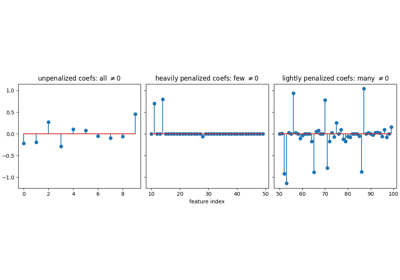 unpenalized coefs: all ≠0 heavily penalized coefs: few ≠0 lightly penalized coefs: many ≠0
1.0
0.5
0.0
−0.5
−1.0
0 2 4 6 8 10 20 30 40 50 50 60 70 80 90 100
feature index